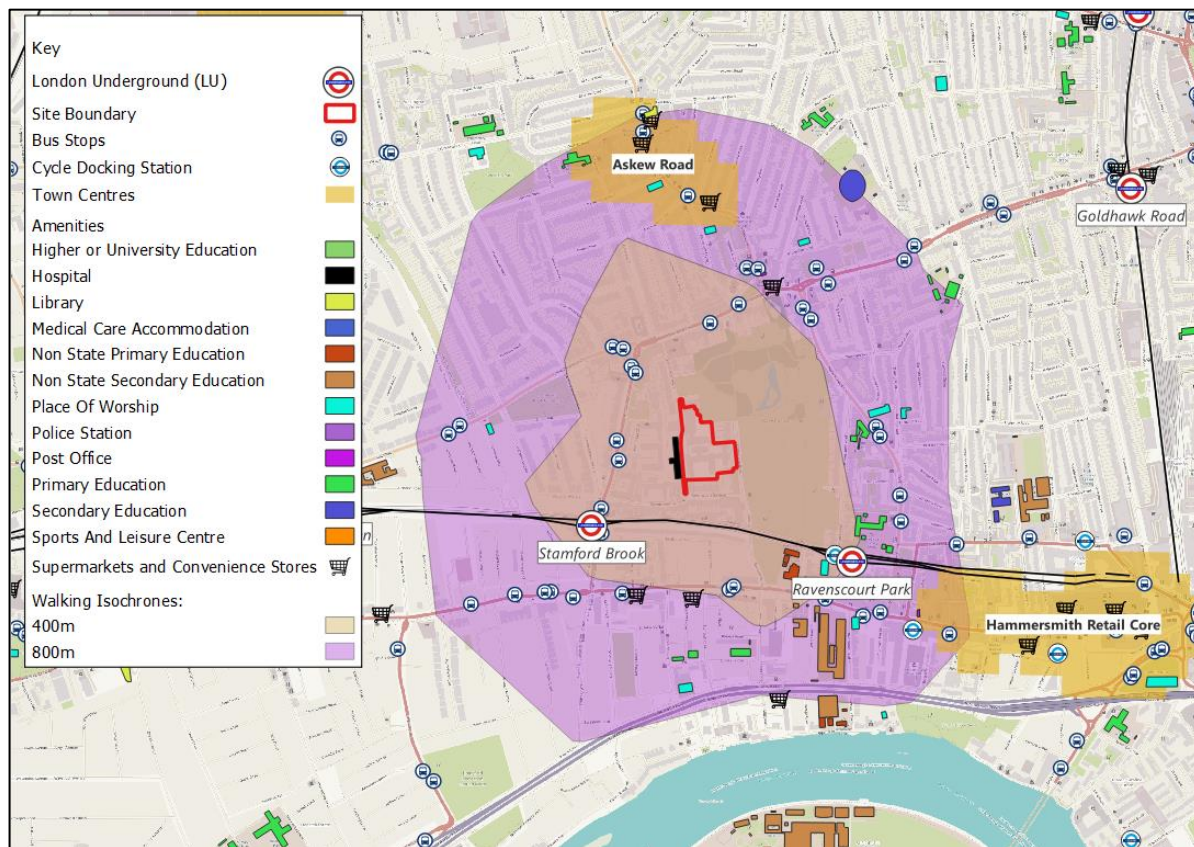 Key
London Underground (LU)
Site Boundary
Bus Stops
Cycle Docking Station
Town Centres
Amenities
Higher or University Education
Hospital
Library
Medical Care Accommodation
Non State Primary Education
Non State Secondary Education
Place Of Worship
Police Station
Post Office
Primary Education
Secondary Education
Sports And Leisure Centre
Supermarkets and Convenience Stores
Walking Isochrones:
400m
800m
Askew Road
Goldhawk Road
Stamford Brook
Ravenscourt Park
Hammersmith Retail Core